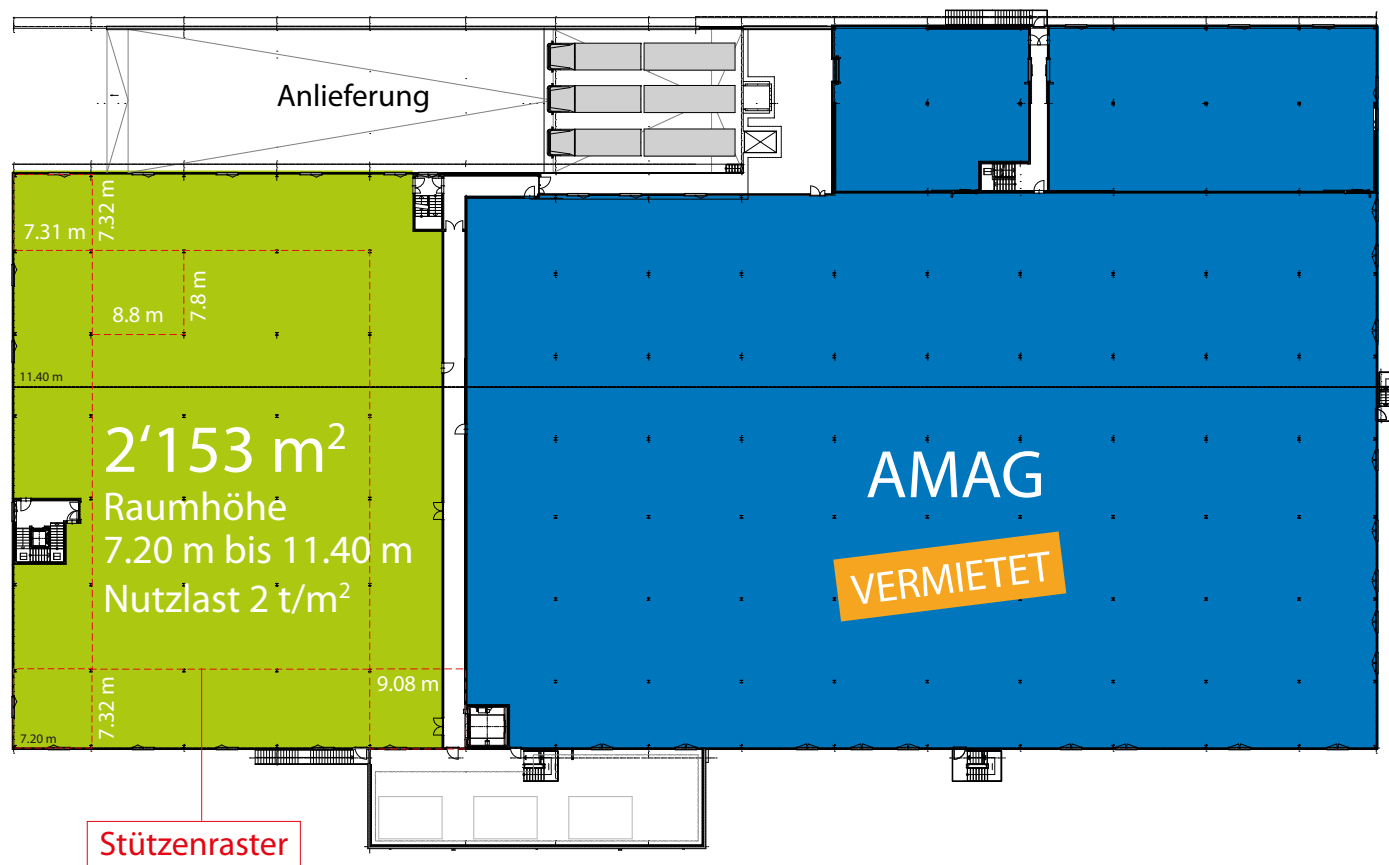 Anlieferung
7.31 m
7.32 m
8.8 m
7.8 m
11.40 m
2‘153 m²
Raumhöhe
7.20 m bis 11.40 m
Nutzlast 2 t/m²
AMAG
VERMIETET
9.08 m
7.32 m
7.20 m
Stützenraster